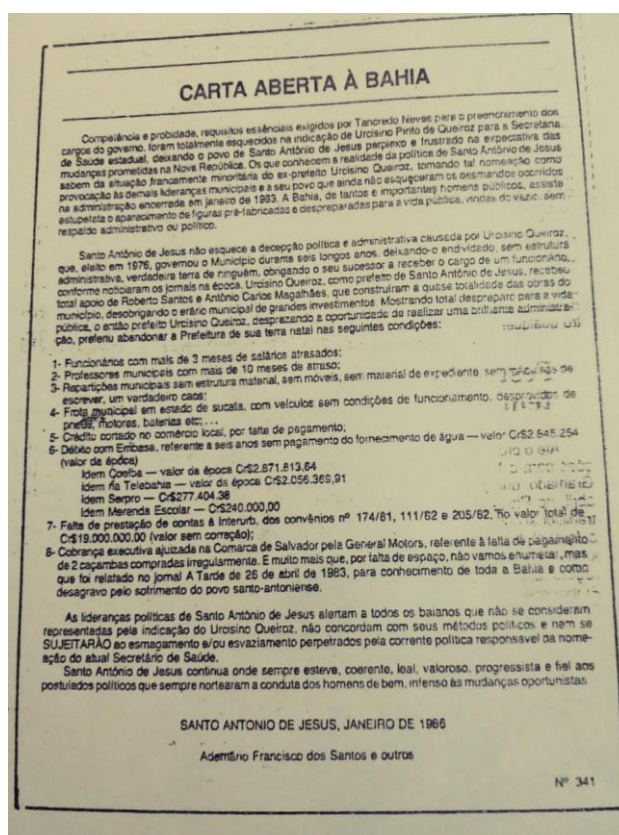 CARTA ABERTA À BAHIA
Competência e probidade, requisitos essenciais exigidos por Tancredo Neves para o preenchimento dos
cargos do governo, foram totalmente esquecidos na indicação de Urcisino Pinto de Queiroz para a Secretaria
de Saúde estadual, deixando o povo de Santo Antônio de Jesus perplexo e frustrado na expectativa das
mudanças prometidas na Nova República. Os que conhecem a realidade da política de Santo Antônio de Jesus
sabem da situação francamente minoritária do ex-prefeito Urcisino Queiroz, tomando tal nomeação como
provocação às demais lideranças municipais e a seu povo que ainda não esqueceram os desmandos ocorridos
na administração encerrada em janeiro de 1983. A Bahia, de tantos e importantes homens públicos, assiste
estupefata o aparecimento de figuras pré-fabricadas e despreparadas para a vida pública, vindas do vazio, sem
respaldo administrativo ou político.
Santo Antônio de Jesus não esquece a decepção política e administrativa causada por Urcisino Queiroz,
que, eleito em 1976, governou o Município durante seis longos anos, deixando-o endividado, sem estrutura
administrativa, verdadeira terra de ninguém, obrigando o seu sucessor a receber o cargo de um funcionário,
conforme noticiaram os jornais na época. Urcisino Queiroz, como prefeito de Santo Antônio de Jesus, recebeu
total apoio de Roberto Santos e Antônio Carlos Magalhães, que construíram a quase totalidade das obras do
município, desobrigando o erário municipal de grandes investimentos. Mostrando total despreparo para a vida
pública, o então prefeito Urcisino Queiroz, desprezando a oportunidade de realizar uma brilhante administra-
ção, preferiu abandonar a Prefeitura de sua terra natal nas seguintes condições:
1- Funcionários com mais de 3 meses de salários atrasados;
2- Professores municipais com mais de 10 meses de atraso;
3- Repartições municipais sem estrutura material, sem móveis, sem material de expediente, sem máquinas de
escrever, um verdadeiro caos;
4- Frota municipal em estado de sucata, com veículos sem condições de funcionamento, desprovidos de
pneus, motores, baterias etc;
5- Crédito cortado no comércio local, por falta de pagamento;
6- Débito com Embasa, referente a seis anos sem pagamento do fornecimento de água — valor Cr$2.845.254
(valor da época)
Idem Coelba — valor da época Cr$2.871.813,64
Idem na Telebahia — valor da época Cr$2.056.369,91
Idem Serpro — Cr$277.404.38
Idem Merenda Escolar — Cr$240.000,00
7- Falta de prestação de contas à Interurb, dos convênios nº 174/81, 111/82 e 205/82, no valor total de
Cr$19.000.000.00 (valor sem correção);
8- Cobrança executiva ajuizada na Comarca de Salvador pela General Motors, referente à falta de pagamento
de 2 caçambas compradas irregularmente. E muito mais que, por falta de espaço, não vamos enumerar, mas
que foi relatado no jornal A Tarde de 26 de abril de 1983, para conhecimento de toda a Bahia e como
desagravo pelo sofrimento do povo santo-antoniense.
As lideranças políticas de Santo Antônio de Jesus alertam a todos os baianos que não se consideram
representadas pela indicação do Urcisino Queiroz, não concordam com seus métodos políticos e nem se
SUJEITARÃO ao esmagamento e/ou esvaziamento perpetrados pela corrente política responsável da nome-
ação do atual Secretário de Saúde.
Santo Antônio de Jesus continua onde sempre esteve, coerente, leal, valoroso, progressista e fiel aos
postulados políticos que sempre nortearam a conduta dos homens de bem, infenso às mudanças oportunistas
SANTO ANTONIO DE JESUS, JANEIRO DE 1986
Ademário Francisco dos Santos e outros
Nº 341